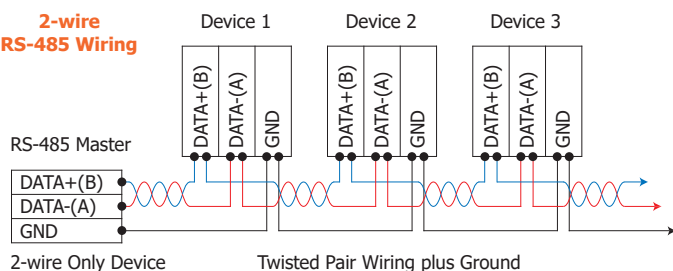 2-wire
RS-485 Wiring
Device 1
Device 2
Device 3
DATA+(B)
DATA-(A)
GND
DATA+(B)
DATA-(A)
GND
DATA+(B)
DATA-(A)
GND
RS-485 Master
DATA+(B)
DATA-(A)
GND
2-wire Only Device
Twisted Pair Wiring plus Ground